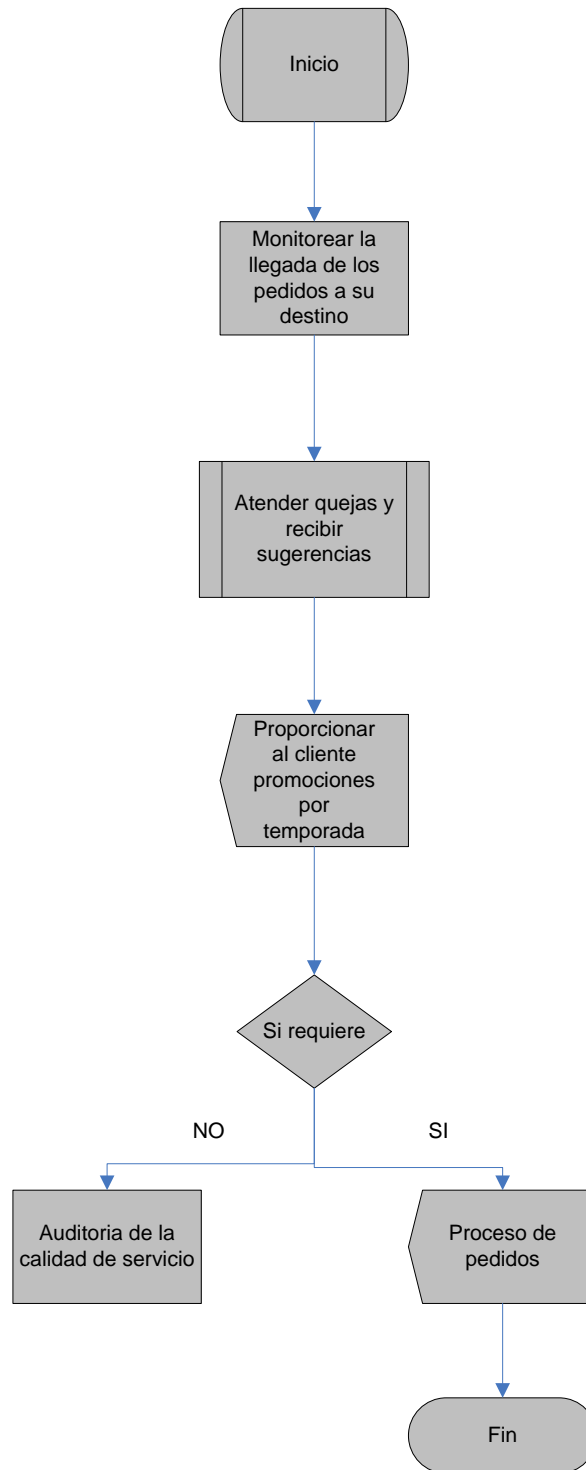 Inicio
Monitorear la
llegada de los
pedidos a su
destino
Atender quejas y
recibir
sugerencias
Proporcionar
al cliente
promociones
por
temporada
Si requiere
NO
SI
Auditoria de la
calidad de servicio
Proceso de
pedidos
Fin